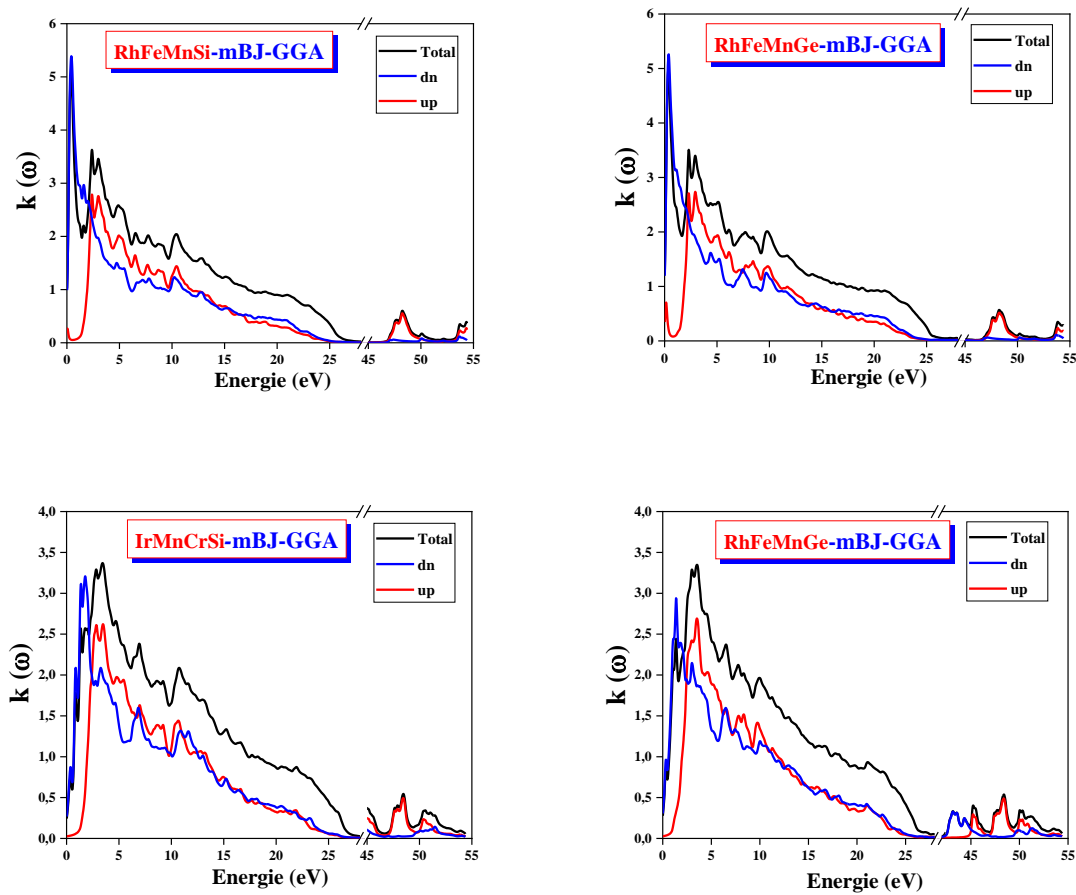 RhFeMnSi-mBJ-GGA
Total
dn
up
k (ω)
6
5
4
3
2
1
0
0 5 10 15 20 25 45 50 55
Energie (eV)
RhFeMnGe-mBJ-GGA
Total
dn
up
k (ω)
6
5
4
3
2
1
0
0 5 10 15 20 25 45 50 55
Energie (eV)
IrMnCrSi-mBJ-GGA
Total
dn
up
k (ω)
4,0
3,5
3,0
2,5
2,0
1,5
1,0
0,5
0,0
0 5 10 15 20 25 45 50 55
Energie (eV)
RhFeMnGe-mBJ-GGA
Total
dn
up
k (ω)
4,0
3,5
3,0
2,5
2,0
1,5
1,0
0,5
0,0
0 5 10 15 20 25 45 50 55
Energie (eV)